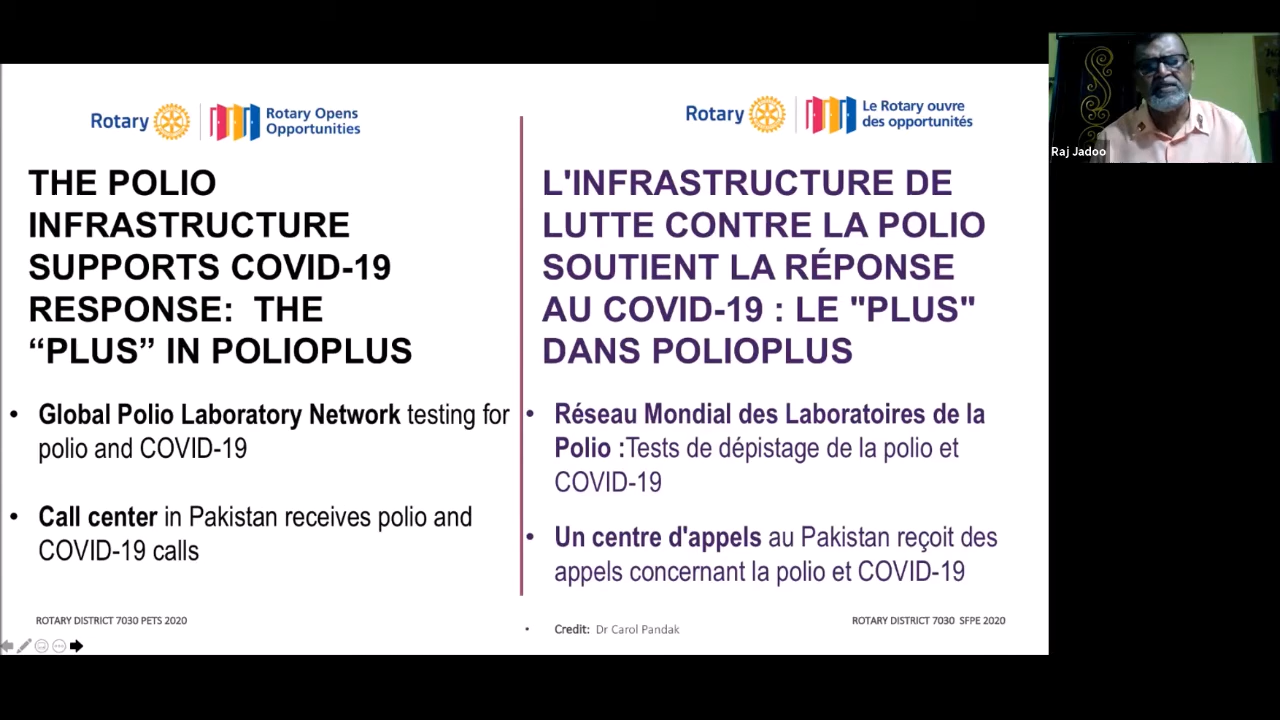 Rotary
Rotary Opens
Opportunities
THE POLIO
INFRASTRUCTURE
SUPPORTS COVID-19
RESPONSE:  THE
“PLUS” IN POLIOPLUS
• Global Polio Laboratory Network testing for
polio and COVID-19
• Call center in Pakistan receives polio and
COVID-19 calls
ROTARY DISTRICT 7030 PETS 2020
Rotary
Le Rotary ouvre
des opportunités
L'INFRASTRUCTURE DE
LUTTE CONTRE LA POLIO
SOUTIENT LA RÉPONSE
AU COVID-19 : LE "PLUS"
DANS POLIOPLUS
• Réseau Mondial des Laboratoires de la
Polio :Tests de dépistage de la polio et
COVID-19
• Un centre d'appels au Pakistan reçoit des
appels concernant la polio et COVID-19
• Credit: Dr Carol Pandak
ROTARY DISTRICT 7030 SFPE 2020
Raj Jadoo